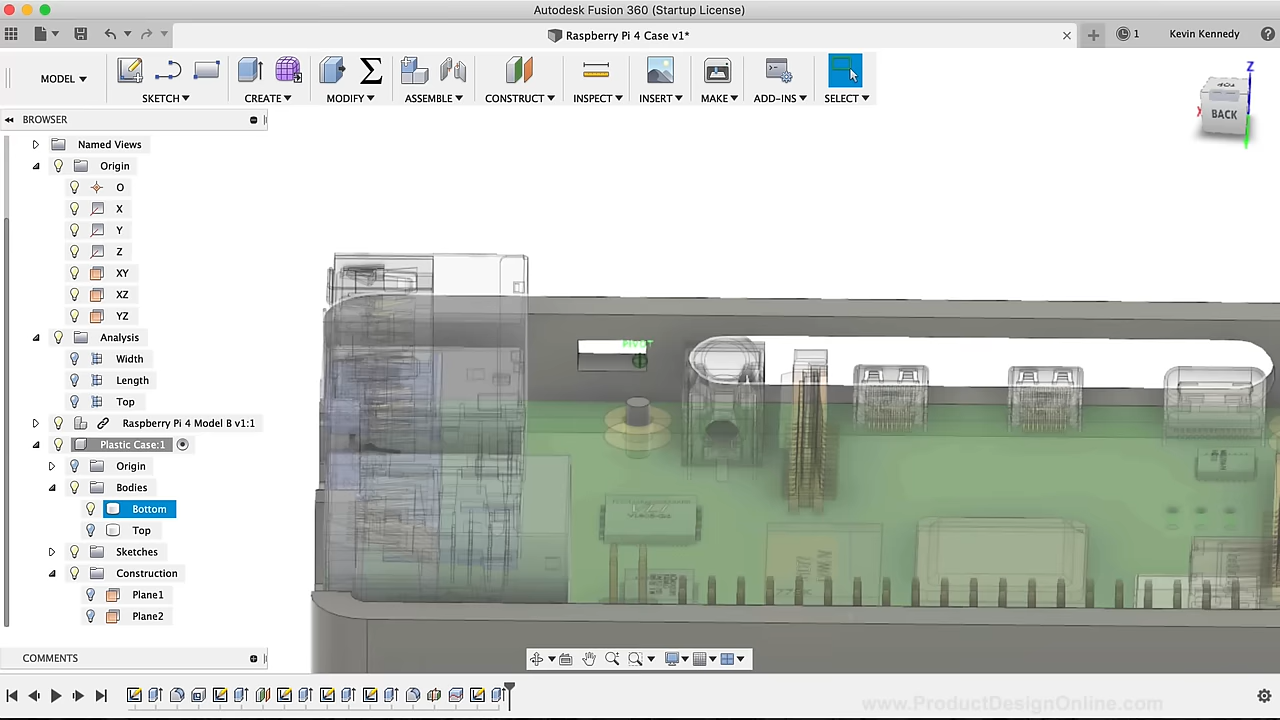 Autodesk Fusion 360 (Startup License)
Raspberry Pi 4 Case v1*
1
Kevin Kennedy
MODEL
SKETCH
CREATE
MODIFY
ASSEMBLE
CONSTRUCT
INSPECT
INSERT
MAKE
ADD-INS
SELECT
Z
X
BACK
BROWSER
Named Views
Origin
O
X
Y
Z
XY
XZ
YZ
Analysis
Width
Length
Top
Raspberry Pi 4 Model B v1:1
Plastic Case:1
Origin
Bodies
Bottom
Top
Sketches
Construction
Plane1
Plane2
PIVOT
COMMENTS
www.ProductDesignOnline.com